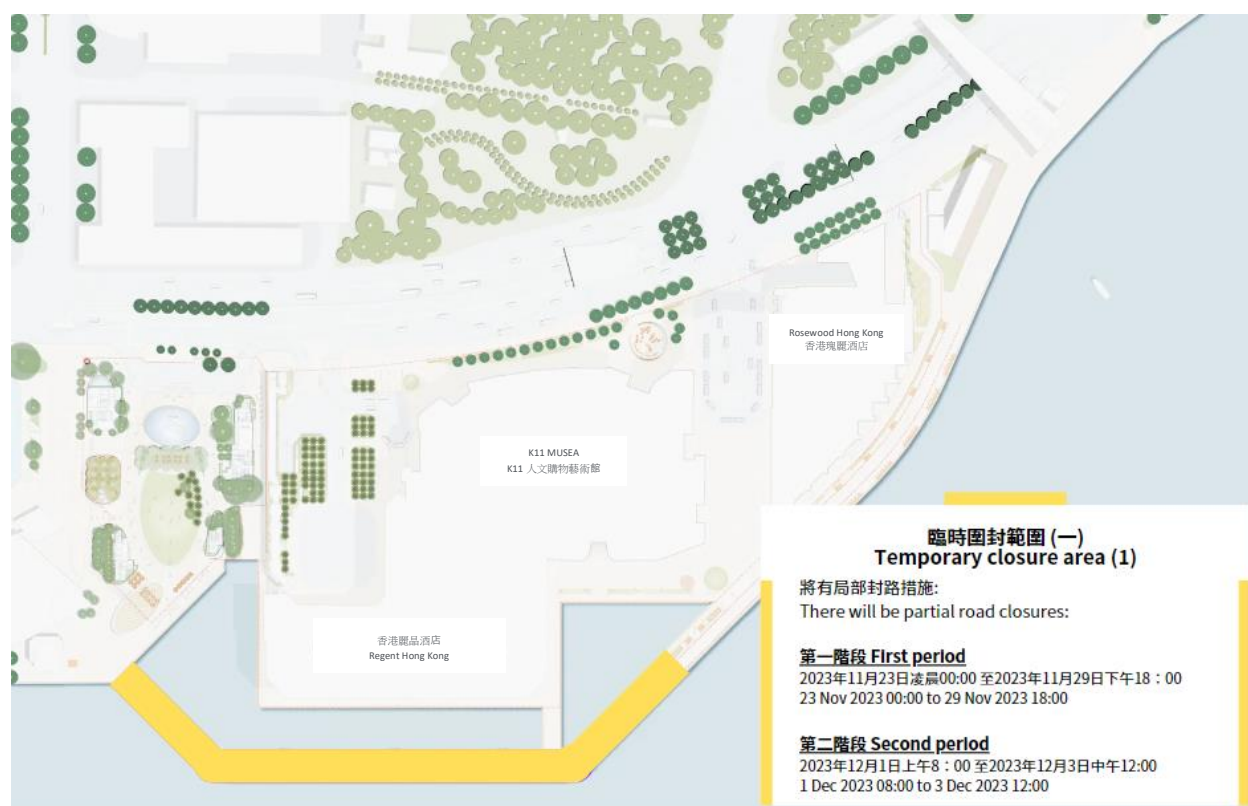 Rosewood Hong Kong
香港瑰麗酒店
K11 MUSEA
K11 人文購物藝術館
香港麗晶酒店
Regent Hong Kong
臨時圍封範圍 (一)
Temporary closure area (1)
將有局部封路措施:
There will be partial road closures:
第一階段 First period
2023年11月23日凌晨00:00 至2023年11月29日下午18：00
23 Nov 2023 00:00 to 29 Nov 2023 18:00
第二階段 Second period
2023年12月1日上午8：00 至2023年12月3日中午12:00
1 Dec 2023 08:00 to 3 Dec 2023 12:00